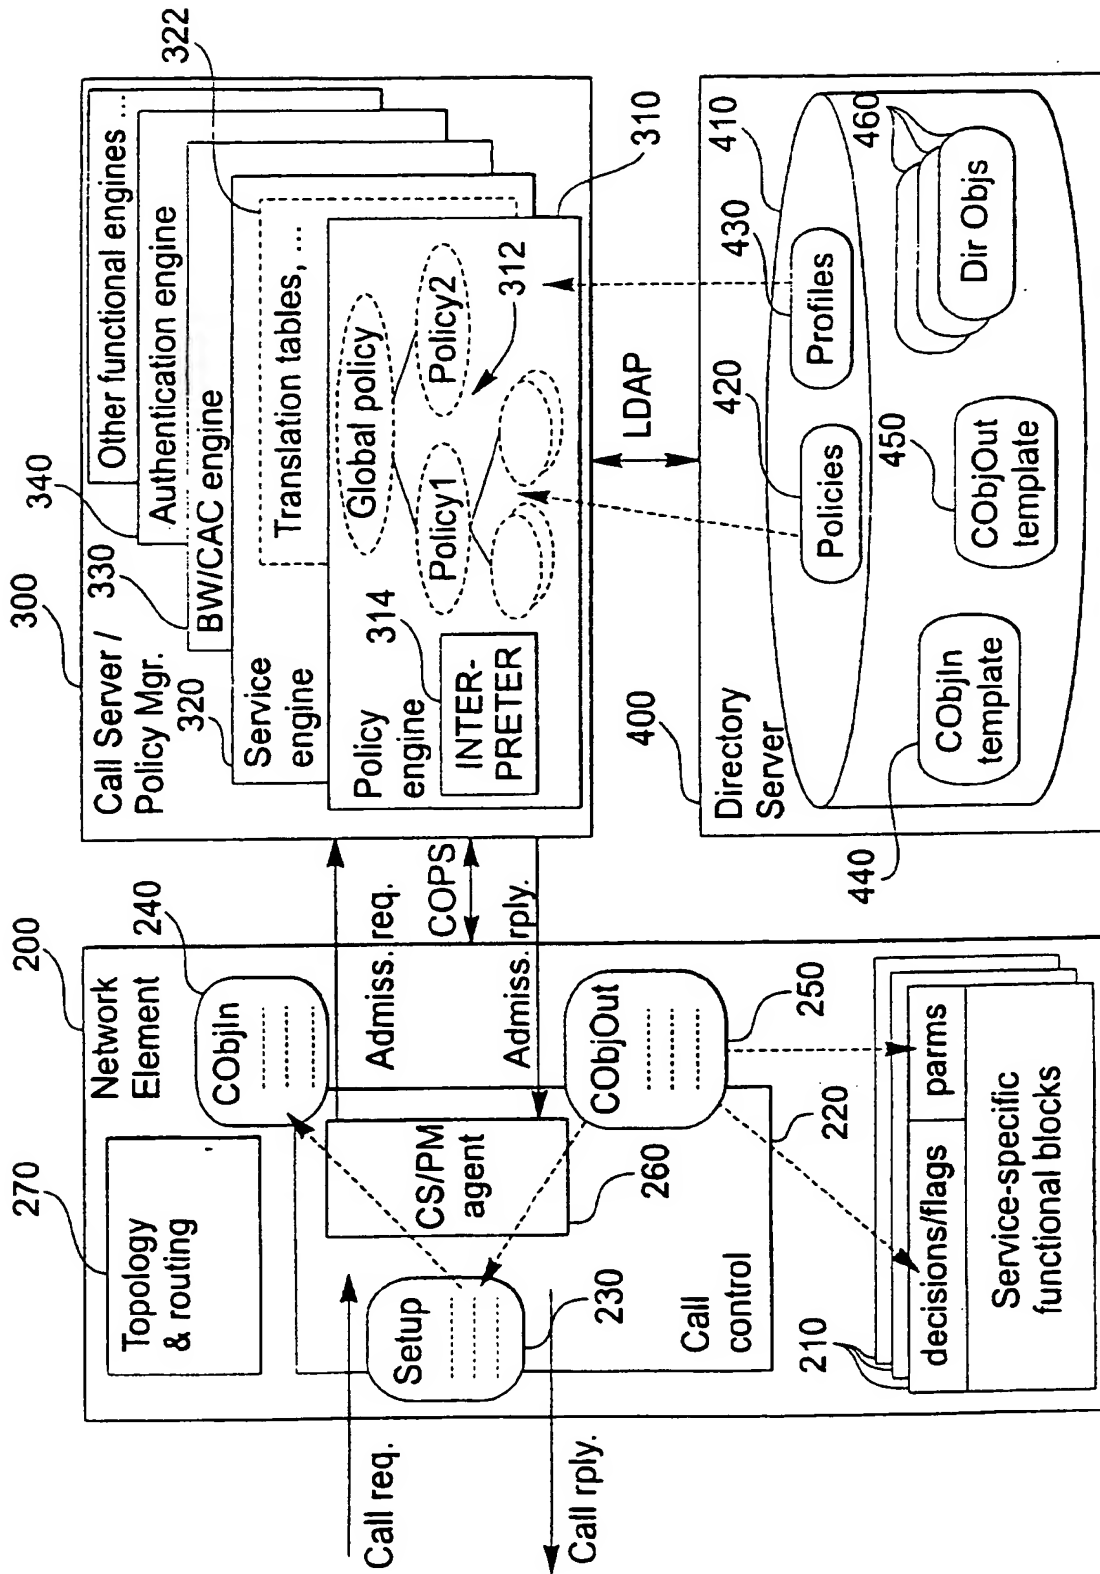 200
Network
Element
270
Topology
& routing
240
CObjIn
Call req.
Setup
230
CS/PM
agent
260
Call
control
220
CObjOut
250
Call rply.
210
decisions/flags
parms
Service-specific
functional blocks
Admiss. req.
COPS
Admiss. rply.
300
Call Server /
Policy Mgr.
340
330
320
322
Other functional engines ...
Authentication engine
BW/CAC engine
Service
engine
Translation tables, ...
Policy
engine
314
INTER-
PRETER
Global policy
Policy1
Policy2
312
310
LDAP
400
Directory
Server
410
420
Policies
430
Profiles
440
CObjIn
template
450
CObjOut
template
460
Dir Objs